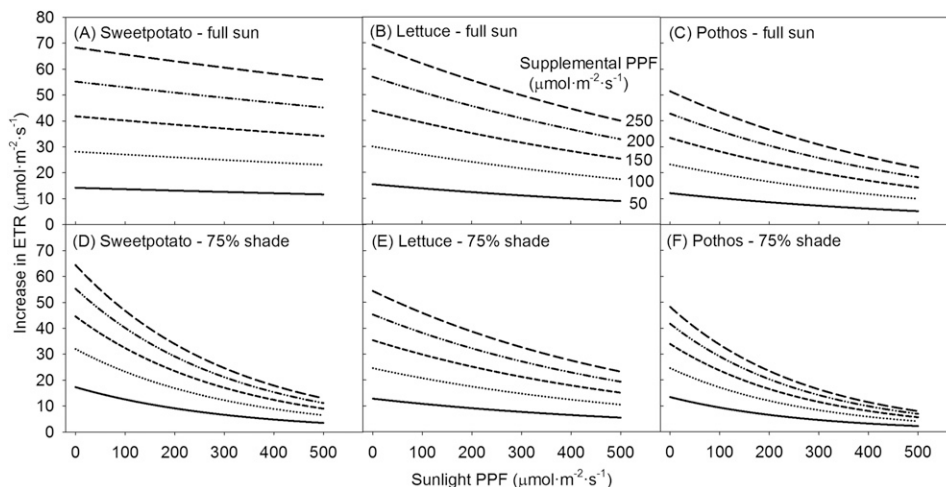 (A) Sweetpotato - full sun
(B) Lettuce - full sun
(C) Pothos - full sun
Supplemental PPF
(μmol·m⁻²·s⁻¹)
250
200
150
100
50
80
70
60
50
40
30
20
10
0
(D) Sweetpotato - 75% shade
(E) Lettuce - 75% shade
(F) Pothos - 75% shade
70
60
50
40
30
20
10
0
Increase in ETR (μmol·m⁻²·s⁻¹)
0 100 200 300 400 500
0 100 200 300 400 500
0 100 200 300 400 500
Sunlight PPF (μmol·m⁻²·s⁻¹)